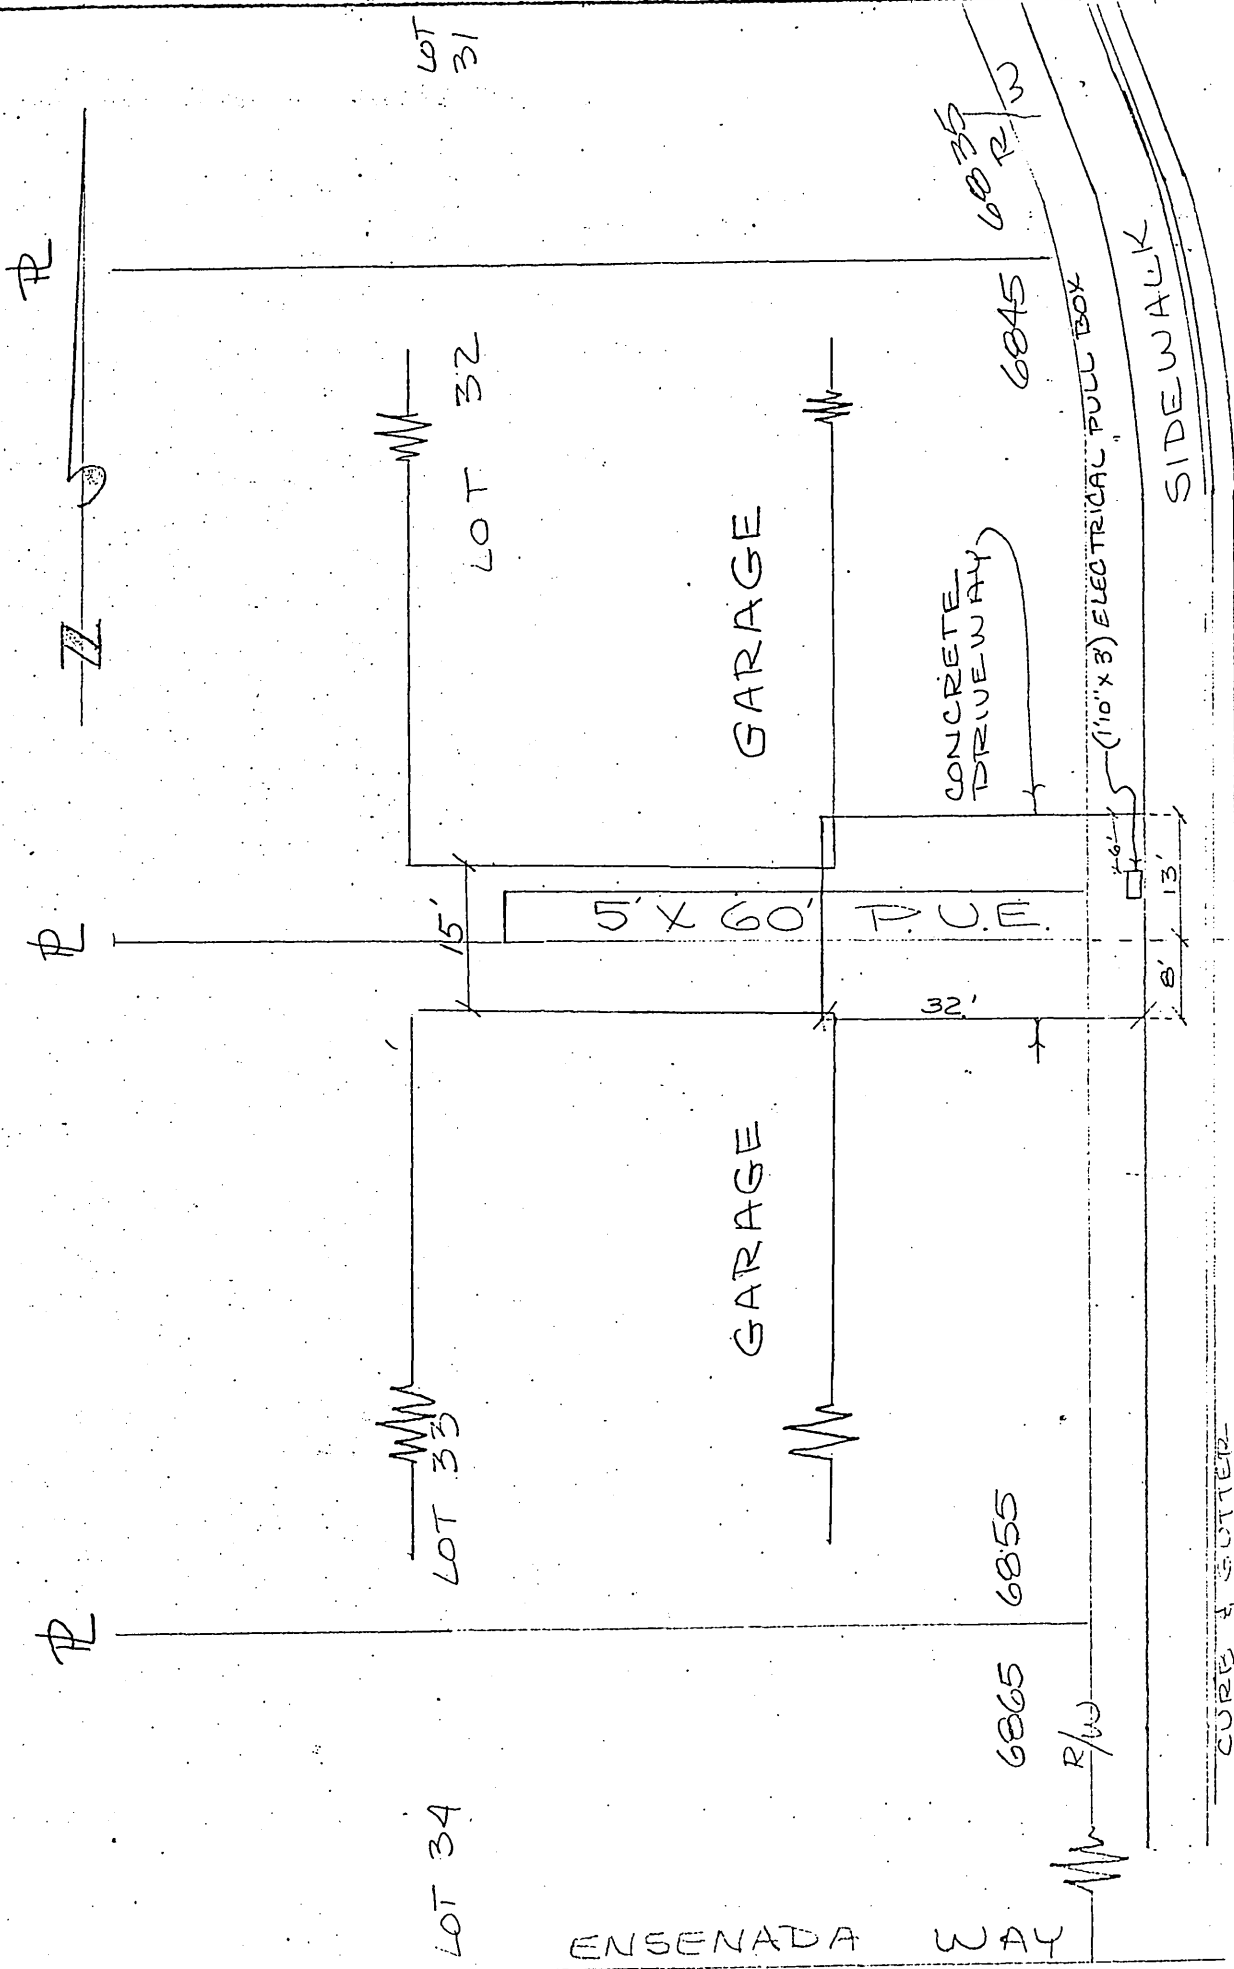 LOT
31
PL
N
LOT 32
6835
R/W
6845
GARAGE
CONCRETE
DRIVEWAY
(1'10" X 3') ELECTRICAL PULL BOX
SIDEWALK
PL
15'
5' X 60' P.U.E.
6'
13'
8'
32'
GARAGE
LOT 33
6855
PL
6865
R/W
CURB & GUTTER
LOT 34
ENSENADA WAY